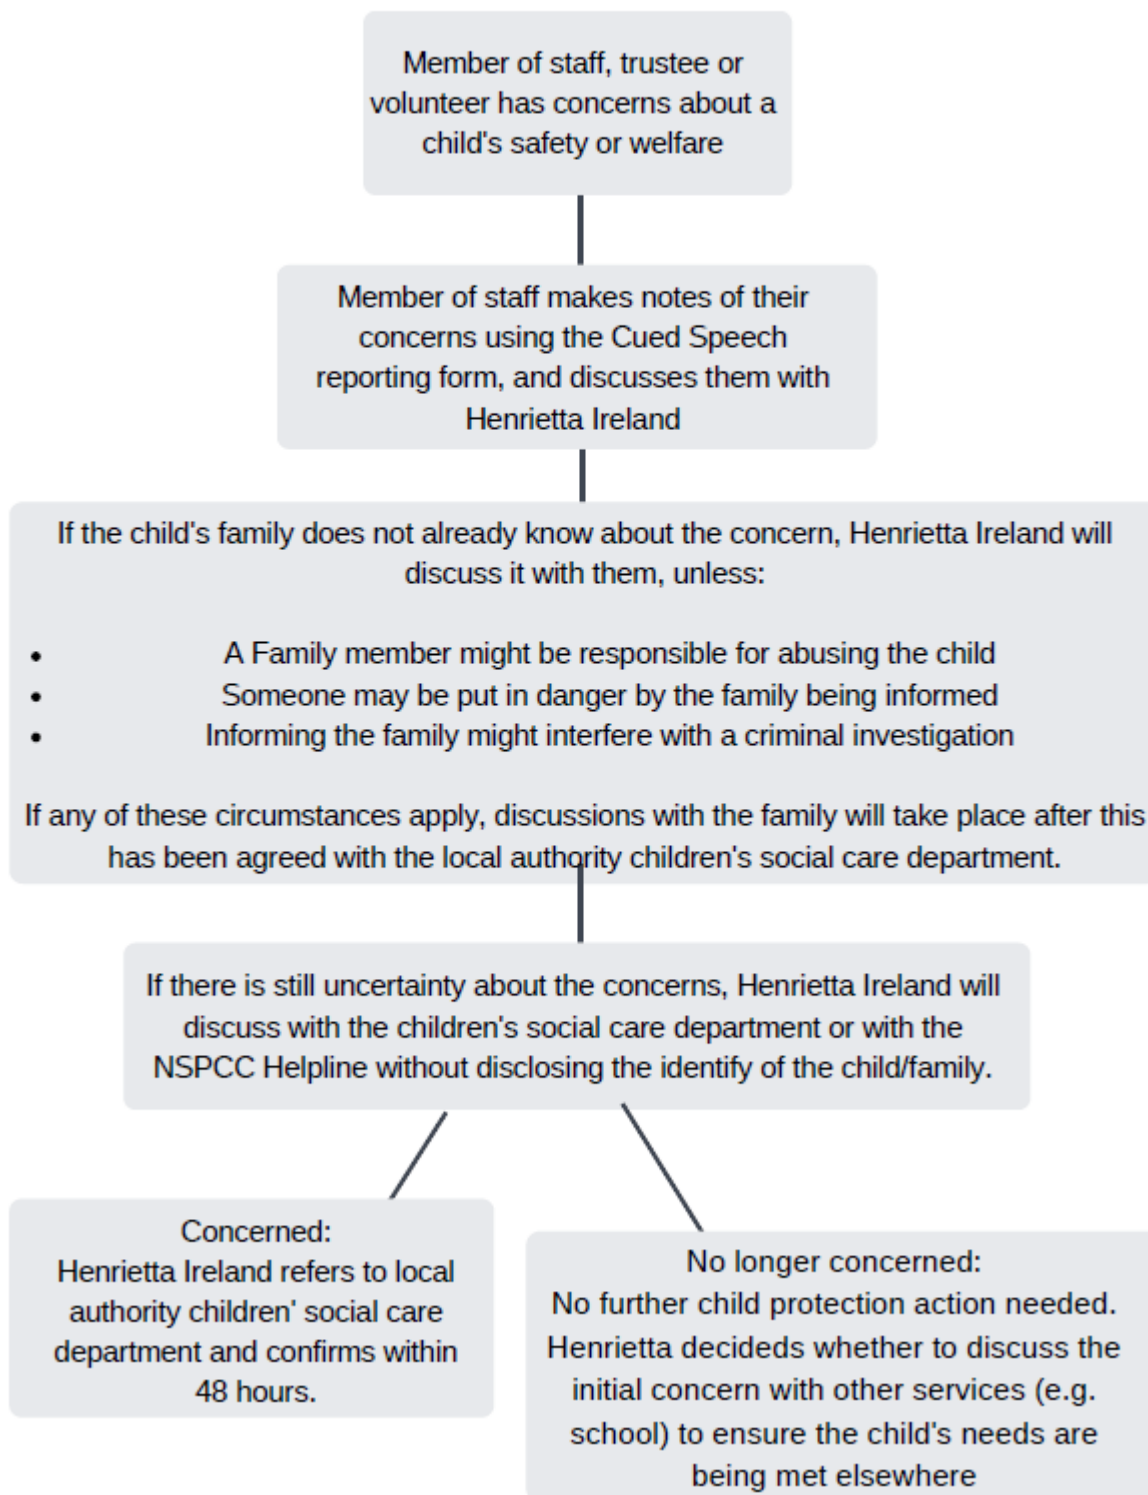 Member of staff, trustee or
volunteer has concerns about a
child's safety or welfare
Member of staff makes notes of their
concerns using the Cued Speech
reporting form, and discusses them with
Henrietta Ireland
If the child's family does not already know about the concern, Henrietta Ireland will
discuss it with them, unless:
• A Family member might be responsible for abusing the child
• Someone may be put in danger by the family being informed
• Informing the family might interfere with a criminal investigation
If any of these circumstances apply, discussions with the family will take place after this
has been agreed with the local authority children's social care department.
If there is still uncertainty about the concerns, Henrietta Ireland will
discuss with the children's social care department or with the
NSPCC Helpline without disclosing the identify of the child/family.
Concerned:
Henrietta Ireland refers to local
authority children' social care
department and confirms within
48 hours.
No longer concerned:
No further child protection action needed.
Henrietta decideds whether to discuss the
initial concern with other services (e.g.
school) to ensure the child's needs are
being met elsewhere